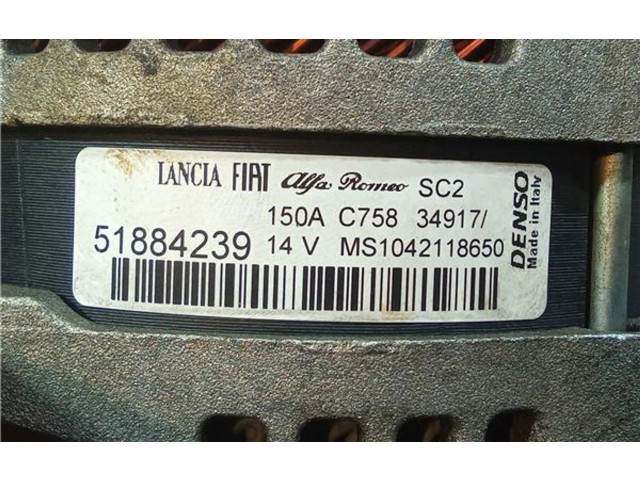 LANCIA FIAT Alfa Romeo SC2
150A C758 34917/
51884239 14 V MS1042118650
DENSO
Made in Italy